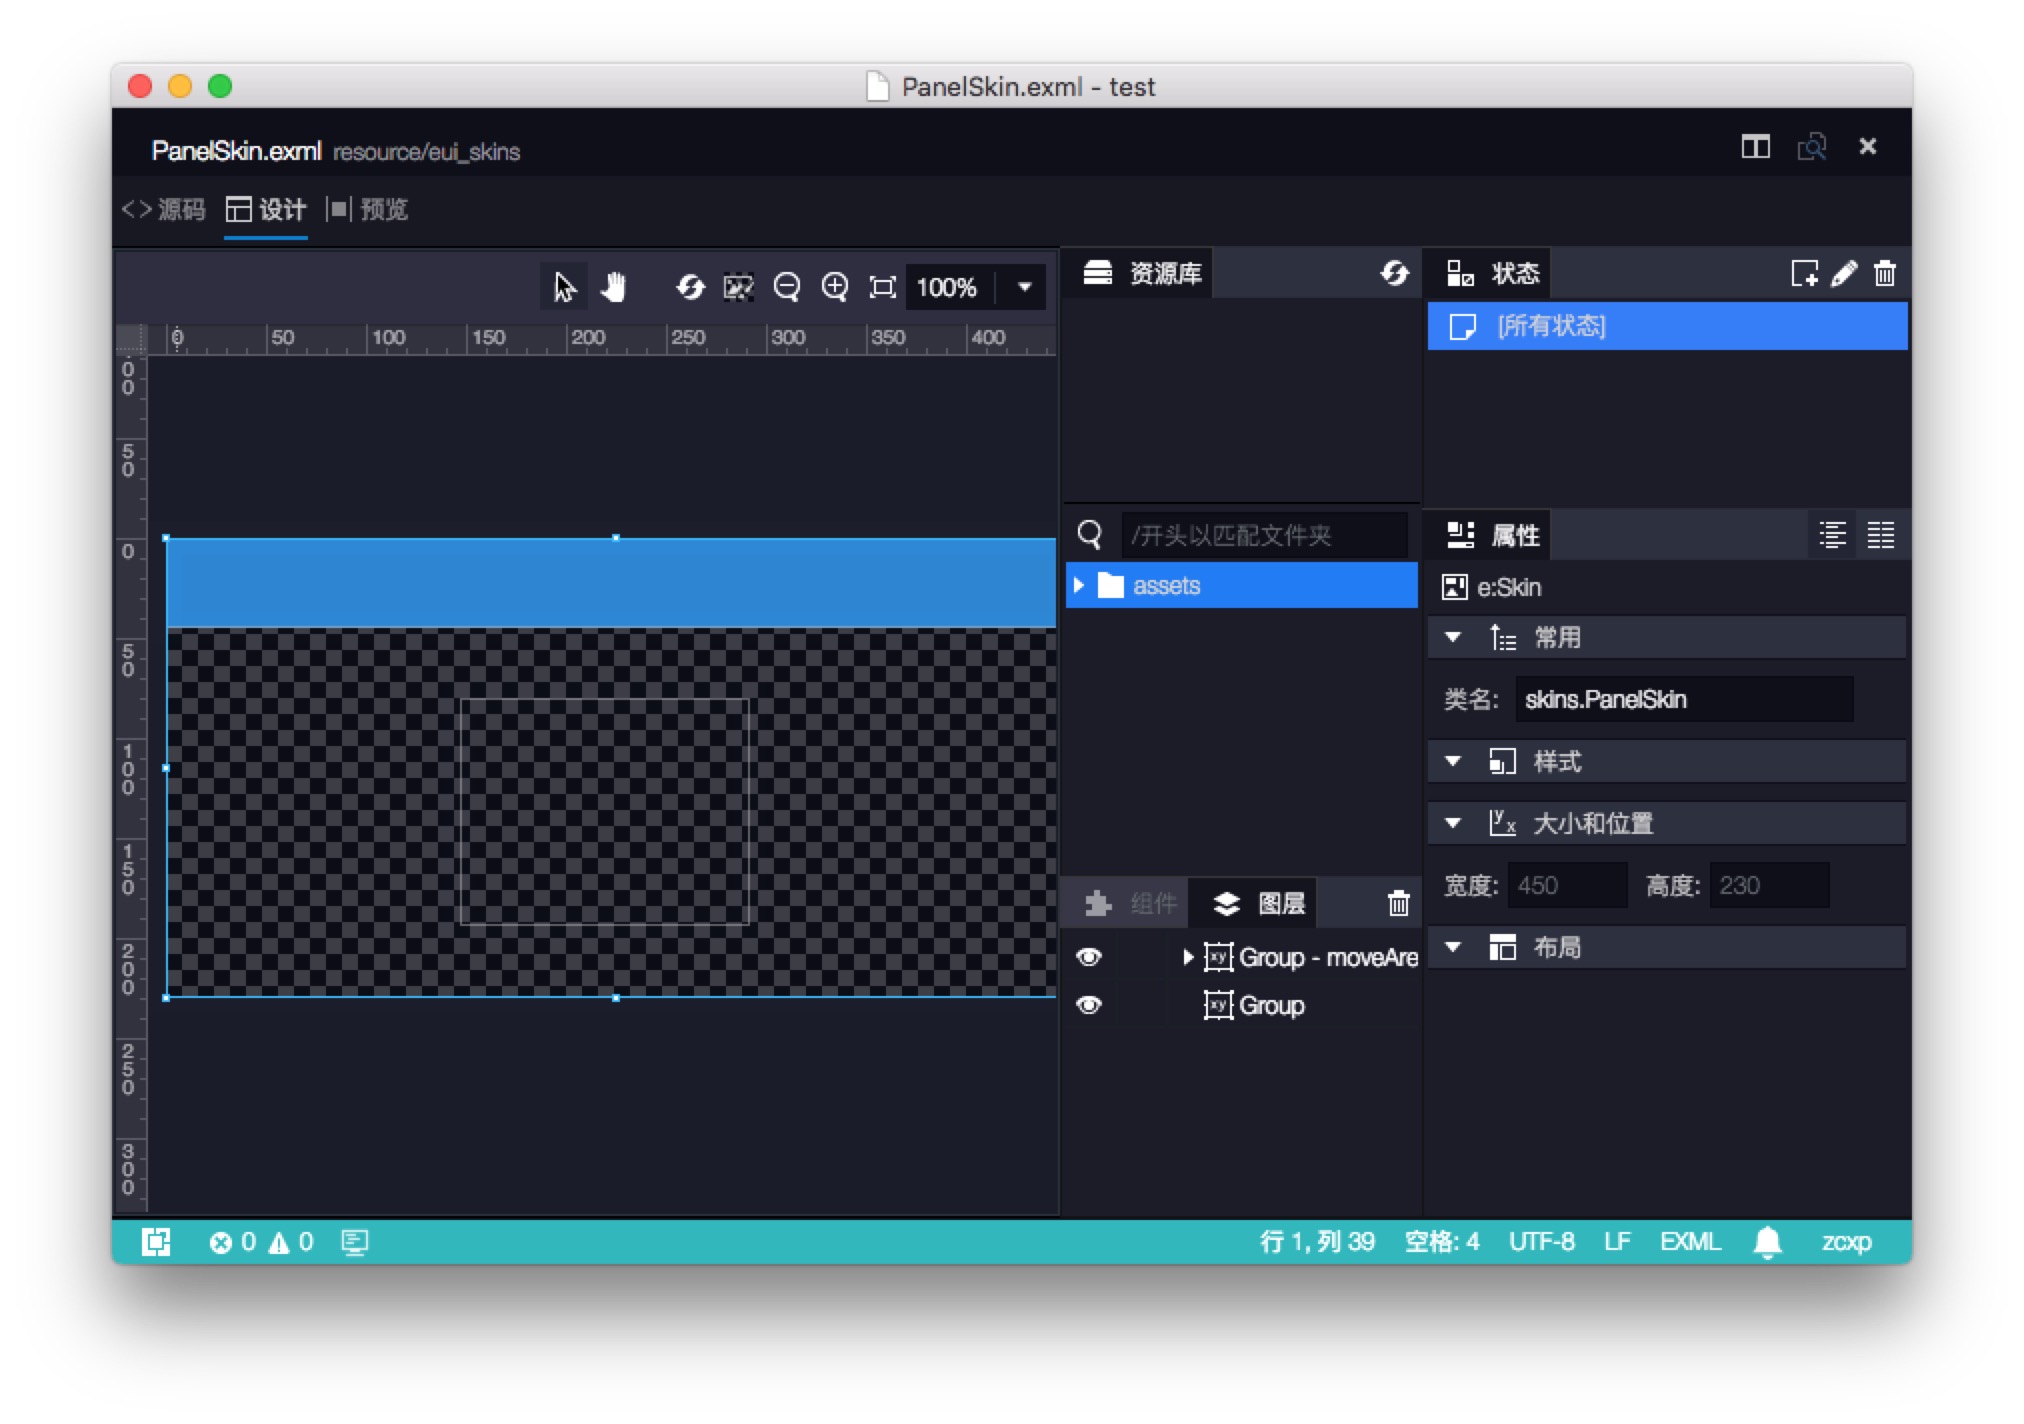 PanelSkin.exml - test
PanelSkin.exml resource/eui_skins
<> 源码 设计 预览
100%
0 50 100 150 200 250 300 350 400
00
50
0
50
100
150
200
250
300
资源库
/开头以匹配文件夹
assets
组件 图层
xy Group - moveAre
xy Group
状态
[所有状态]
属性
e:Skin
常用
类名: skins.PanelSkin
样式
yx 大小和位置
宽度: 450 高度: 230
布局
0 0 行 1, 列 39 空格: 4 UTF-8 LF EXML zcxp